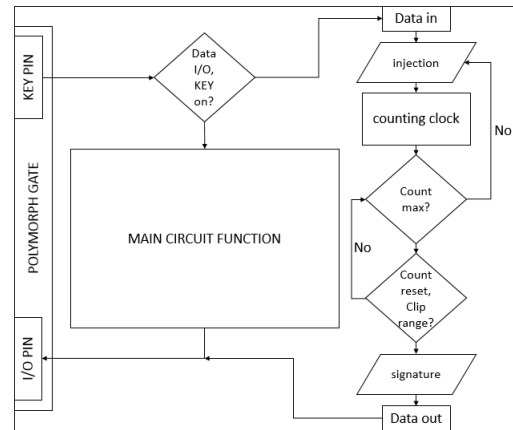 KEY PIN
POLYMORPH GATE
I/O PIN
Data
I/O,
KEY
on?
MAIN CIRCUIT FUNCTION
Data in
injection
counting clock
Count
max?
No
No
Count
reset,
Clip
range?
signature
Data out